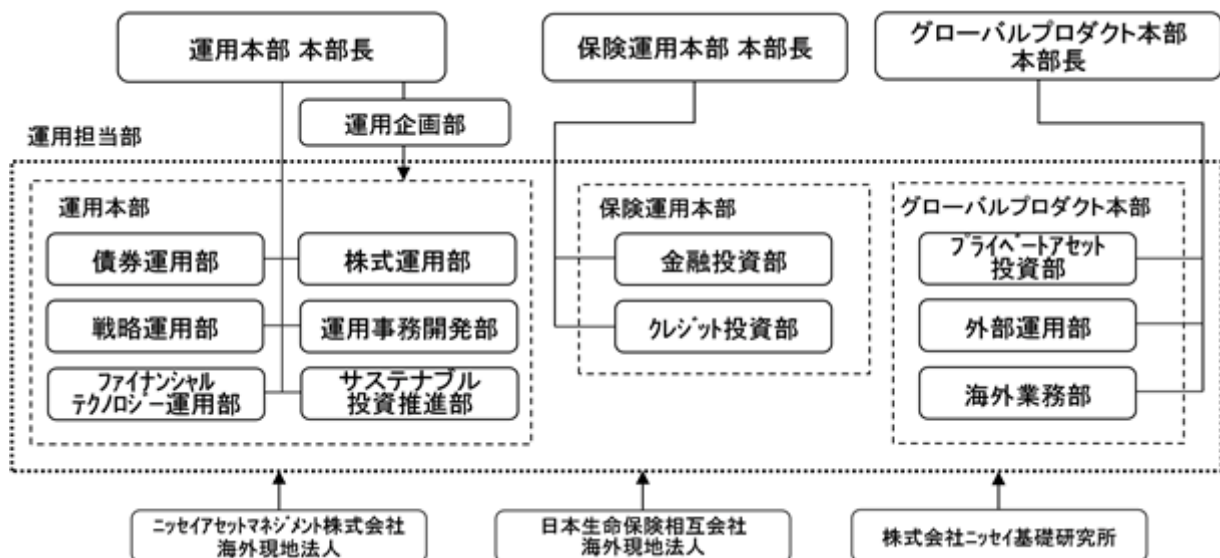 運用本部 本部長
保険運用本部 本部長
グローバルプロダクト本部
本部長
運用企画部
運用担当部
運用本部
債券運用部
株式運用部
戦略運用部
運用事務開発部
ファイナンシャル
テクノロジー運用部
サステナブル
投資推進部
保険運用本部
金融投資部
クレジット投資部
グローバルプロダクト本部
プライベートアセット
投資部
外部運用部
海外業務部
ニッセイアセットマネジメント株式会社
海外現地法人
日本生命保険相互会社
海外現地法人
株式会社ニッセイ基礎研究所